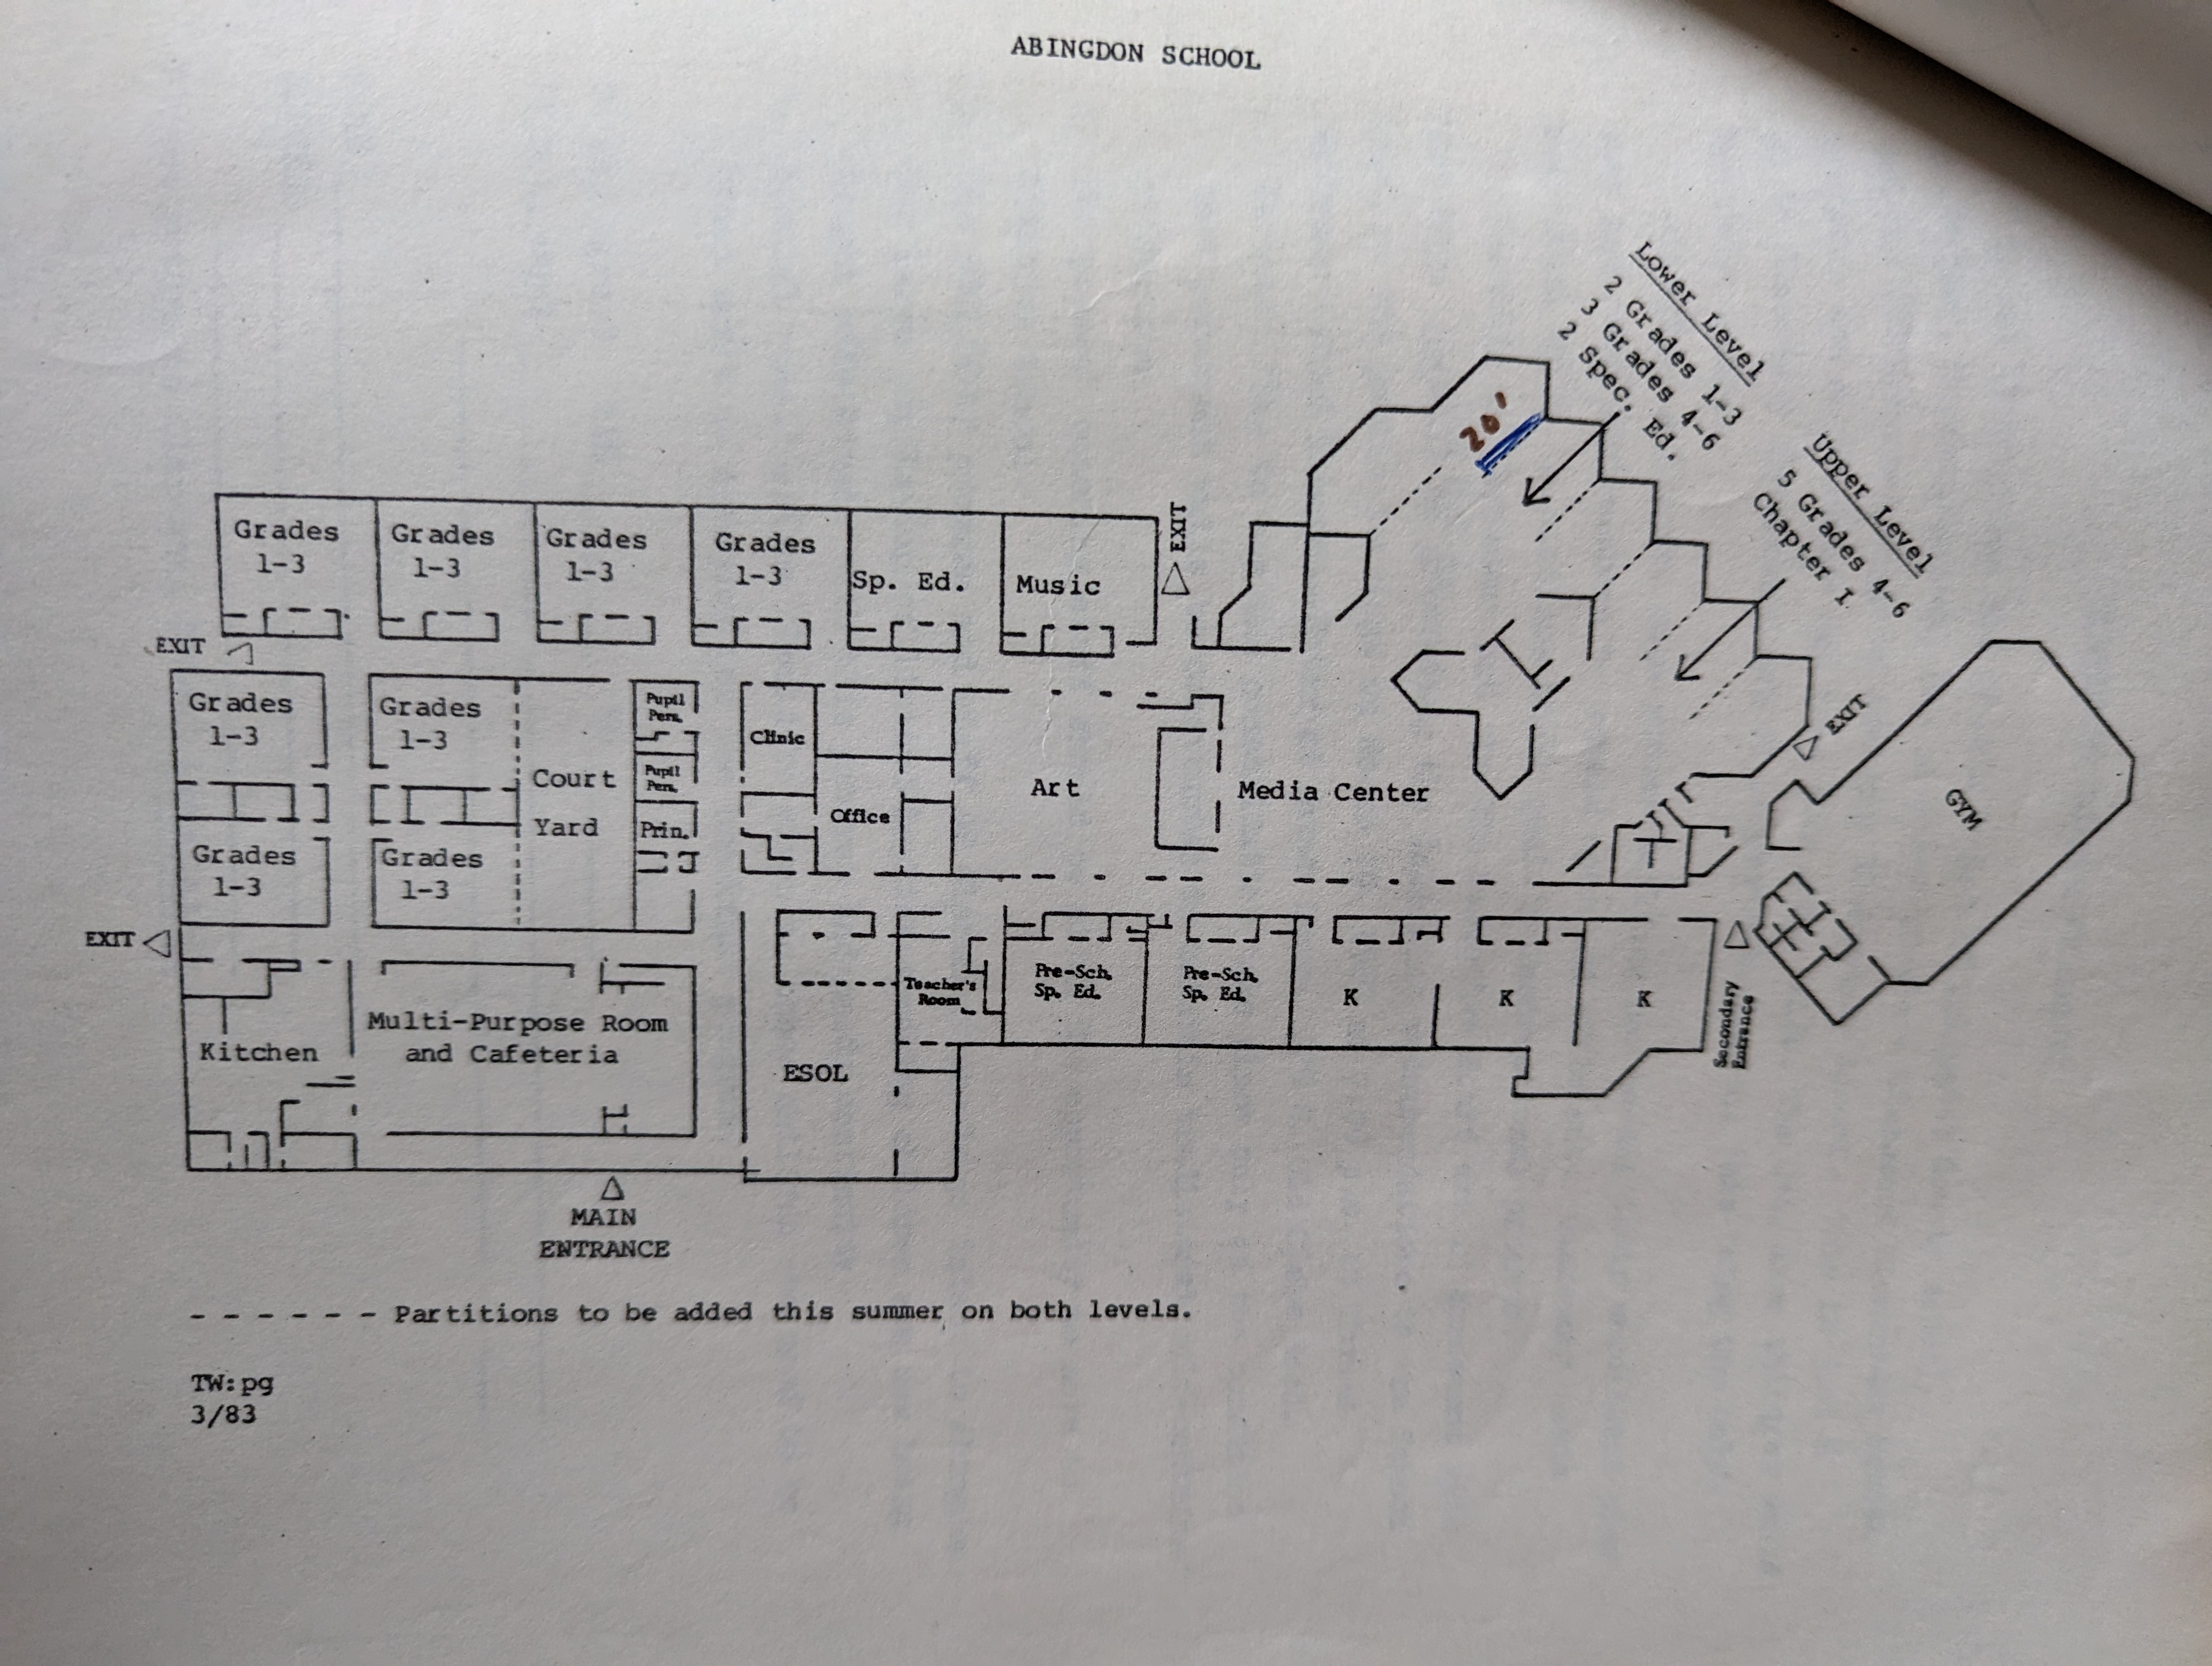 ABINGDON SCHOOL
Lower Level
2 Grades 1-3
3 Grades 4-6
2 Spec. Ed.
Upper Level
5 Grades 4-6
Chapter I.
20'
EXIT
Grades
1-3
Grades
1-3
Grades
1-3
Grades
1-3
Sp. Ed.
Music
EXIT
Grades
1-3
Grades
1-3
Court
Yard
Pupil
Pers.
Pupil
Pers.
Prin.
Clinic
Office
Art
Media Center
EXIT
GYM
Grades
1-3
Grades
1-3
EXIT
Kitchen
Multi-Purpose Room
and Cafeteria
ESOL
Teacher's
Room
Pre-Sch.
Sp. Ed.
Pre-Sch.
Sp. Ed.
K
K
K
Secondary
Entrance
MAIN
ENTRANCE
- - - - - - Partitions to be added this summer on both levels.
TW:pg
3/83